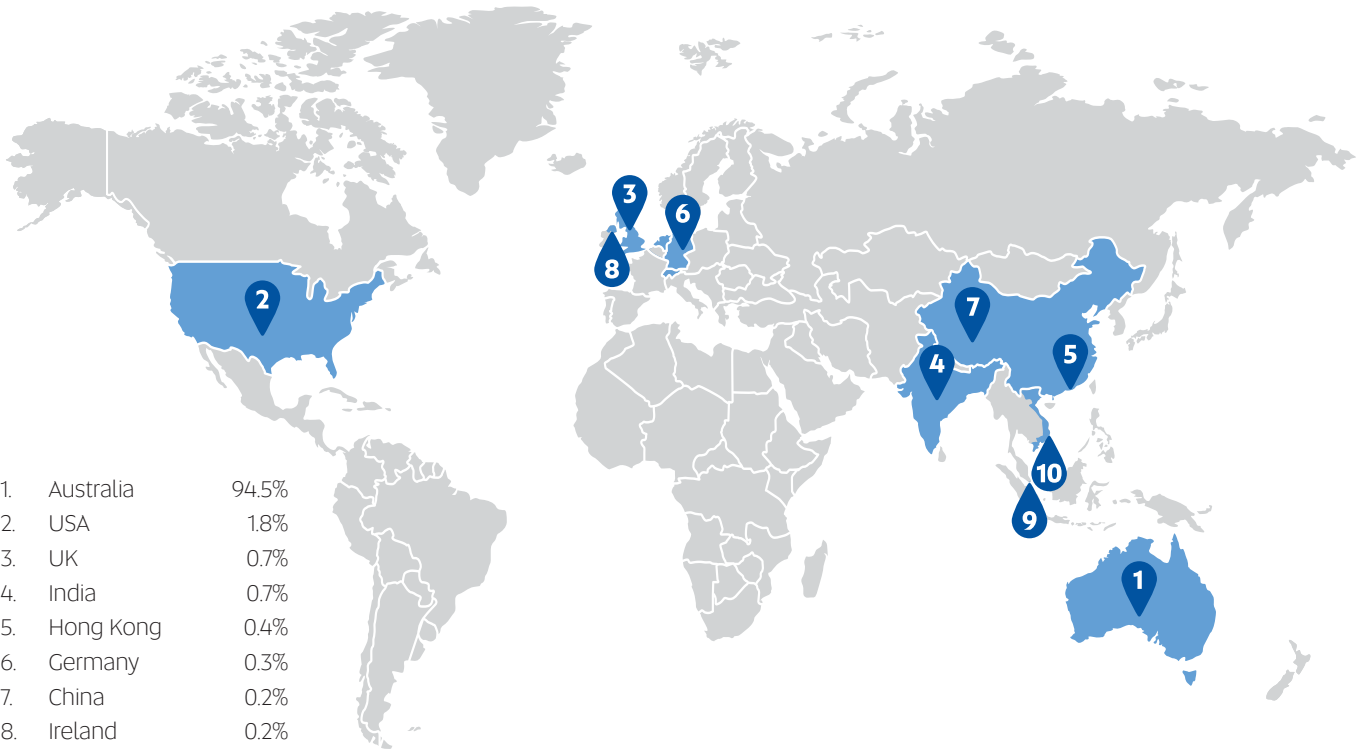 3
6
8
2
7
5
4
10
9
1
1. Australia 94.5%
2. USA 1.8%
3. UK 0.7%
4. India 0.7%
5. Hong Kong 0.4%
6. Germany 0.3%
7. China 0.2%
8. Ireland 0.2%